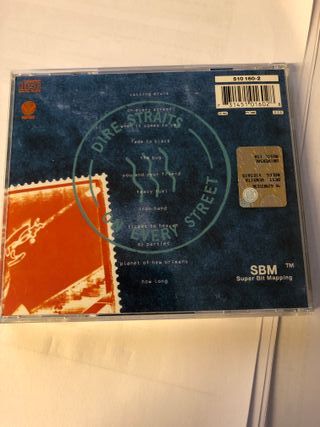 510 160-2
calling elvis
on every street
when it comes to you
fade to black
the bug
you and your friend
heavy fuel
iron hand
ticket to heaven
my parties
planet of new orleans
how long
DIRE STRAITS
ON EVERY STREET
SBM TM
Super Bit Mapping